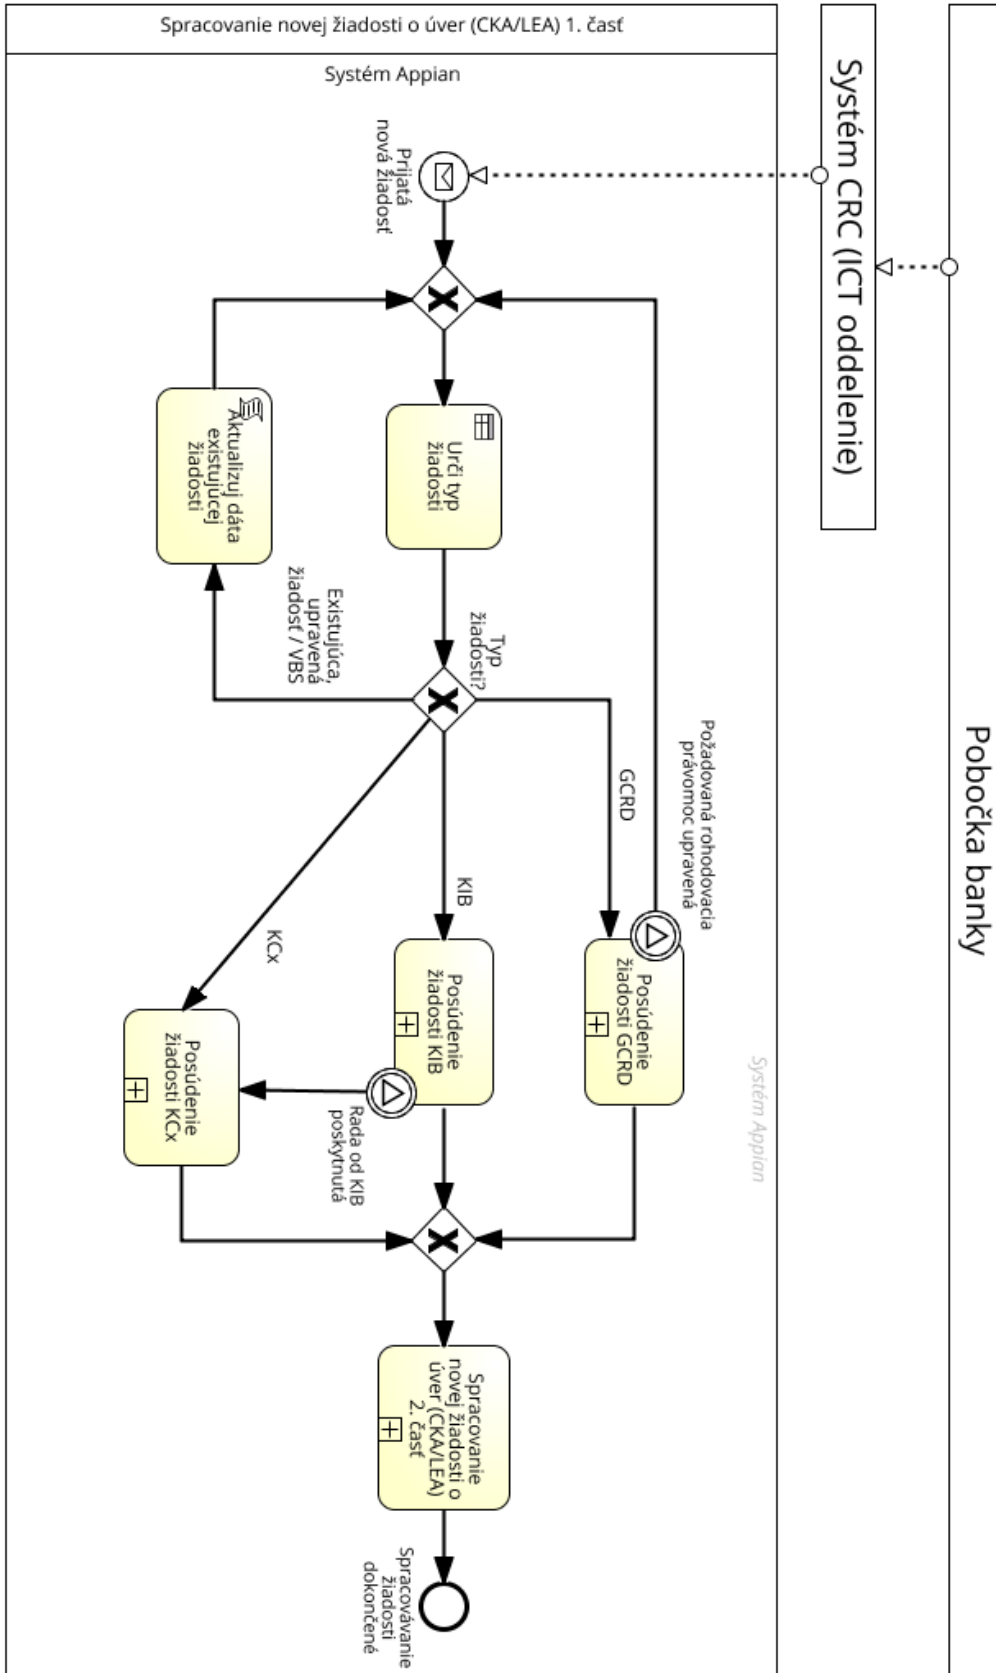 Pobočka banky
Systém CRC (ICT oddelenie)
Spracovanie novej žiadosti o úver (CKA/LEA) 1. časť
Systém Appian
Systém Appian
Prijatá
nová žiadosť
Urči typ
žiadosti
Aktualizuj dáta
existujúcej
žiadosti
Existujúca,
upravená
žiadosť / VBS
Typ
žiadosti?
GCRD
KIB
KCx
Požadovaná rohodovacia
právomoc upravená
Posúdenie
žiadosti GCRD
Posúdenie
žiadosti KIB
Rada od KIB
poskytnutá
Posúdenie
žiadosti KCx
Spracovanie
novej žiadosti o
úver (CKA/LEA)
2. časť
Spracovávanie
žiadosti
dokončené